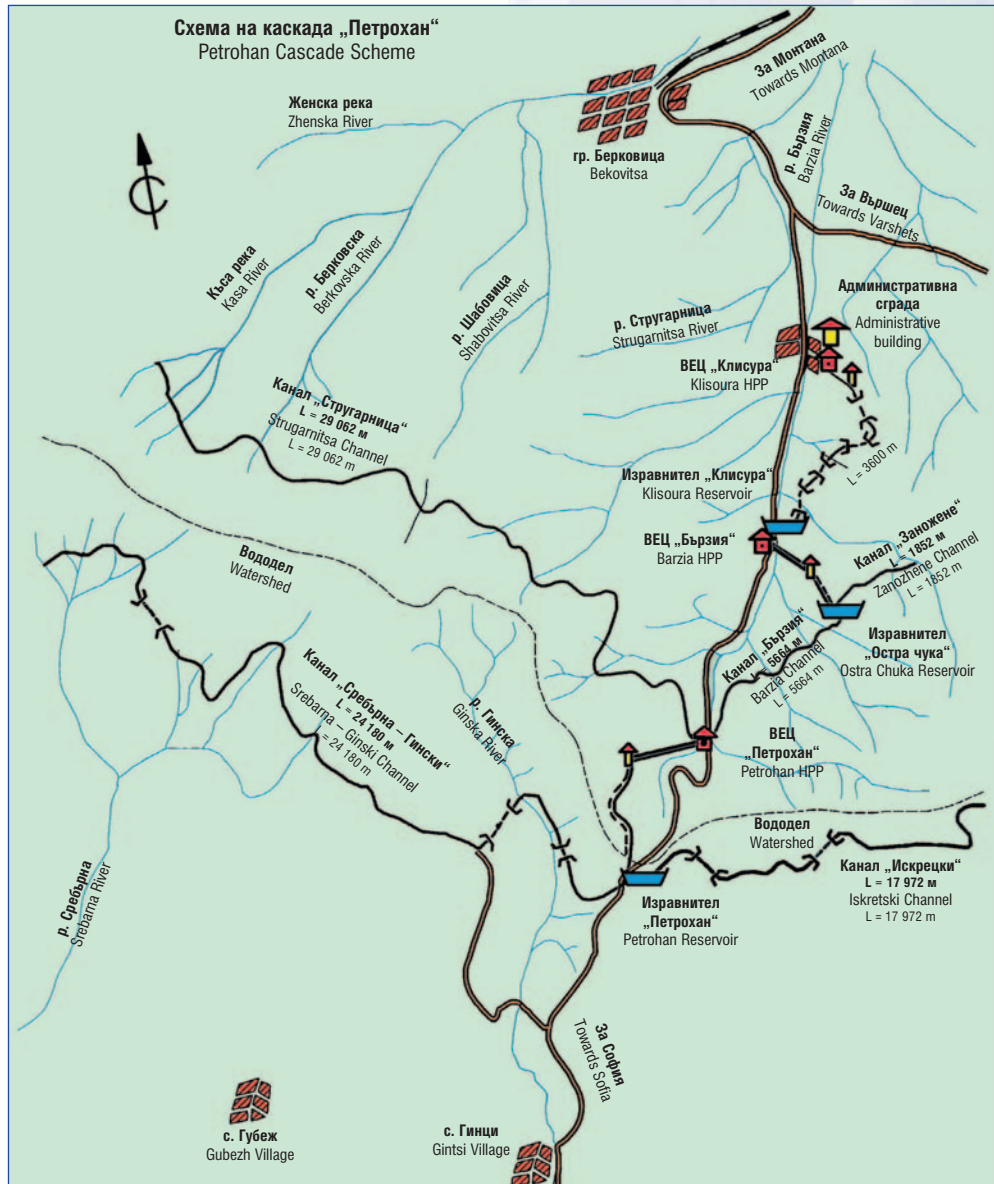 Схема на каскада „Петрохан“
Petrohan Cascade Scheme
За Монтана
Towards Montana
Женска река
Zhenska River
р. Бързия
Barzia River
гр. Берковица
Bekovitsa
За Вършец
Towards Varshets
Къса река
Kasa River
р. Берковска
Berkovska River
р. Шабовица
Shabovitsa River
р. Стругарница
Strugarnitsa River
Административна
сграда
Administrative
building
ВЕЦ „Клисура“
Klisoura HPP
Канал „Стругарница“
L = 29 062 м
Strugarnitsa Channel
L = 29 062 m
L = 3600 m
Изравнител „Клисура“
Klisoura Reservoir
ВЕЦ „Бързия“
Barzia HPP
Канал „Заножене“
L = 1852 м
Zanozhene Channel
L = 1852 m
Вододел
Watershed
Изравнител
„Остра чука“
Ostra Chuka Reservoir
Канал „Бързия“
L = 5664 м
Barzia Channel
L = 5664 m
Канал „Сребърна – Гински“
L = 24 180 м
Srebarna – Ginski Channel
= 24 180 m
р. Гинска
Ginska River
ВЕЦ
„Петрохан“
Petrohan HPP
Вододел
Watershed
Канал „Искрецки“
L = 17 972 м
Iskretski Channel
L = 17 972 m
р. Сребърна
Srebarna River
Изравнител
„Петрохан“
Petrohan Reservoir
За София
Towards Sofia
с. Губеж
Gubezh Village
с. Гинци
Gintsi Village